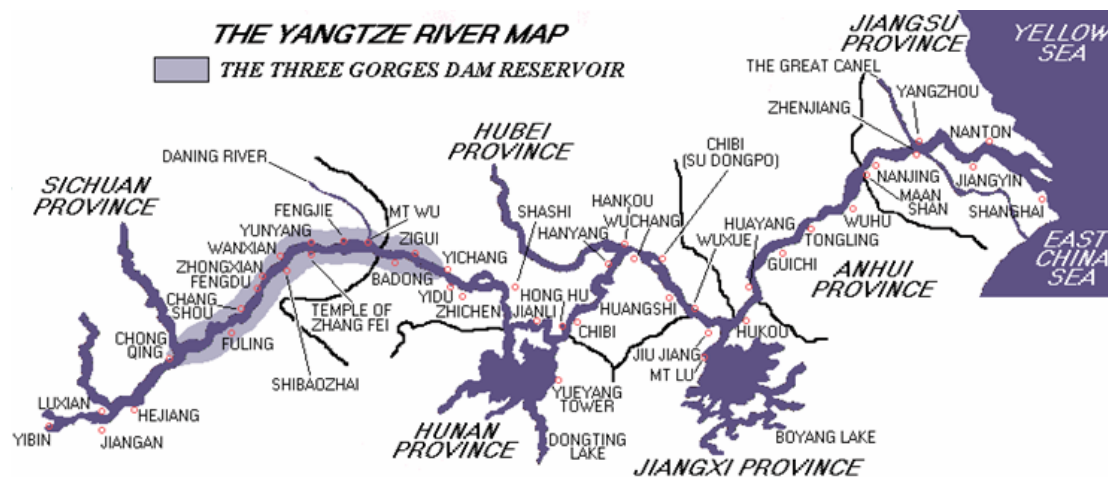 THE YANGTZE RIVER MAP
THE THREE GORGES DAM RESERVOIR
JIANGSU
PROVINCE
YELLOW
SEA
THE GREAT CANEL
YANGZHOU
ZHENJIANG
NANTON
HUBEI
PROVINCE
CHIBI
(SU DONGPO)
DANING RIVER
NANJING
JIANGYIN
MAAN
SHAN
SICHUAN
PROVINCE
FENGJIE
MT WU
SHASHI
HANKOU
WUCHANG
HANYANG
HUAYANG
WUHU
SHANGHAI
YUNYANG
WANXIAN
ZIGUI
WUXUE
TONGLING
EAST
CHINA
SEA
ZHONGXIAN
FENGDU
YICHANG
GUICHI
ANHUI
PROVINCE
BADONG
YIDU
ZHICHEN
HONG HU
JIANLI
HUANGSHI
CHANG
SHOU
TEMPLE OF
ZHANG FEI
CHIBI
HUKOU
CHONG
QING
FULING
SHIBAOZHAI
JIU JIANG
MT LU
YUEYANG
TOWER
LUXIAN
HEJIANG
YIBIN
JIANGAN
HUNAN
PROVINCE
DONGTING
LAKE
BOYANG LAKE
JIANGXI PROVINCE